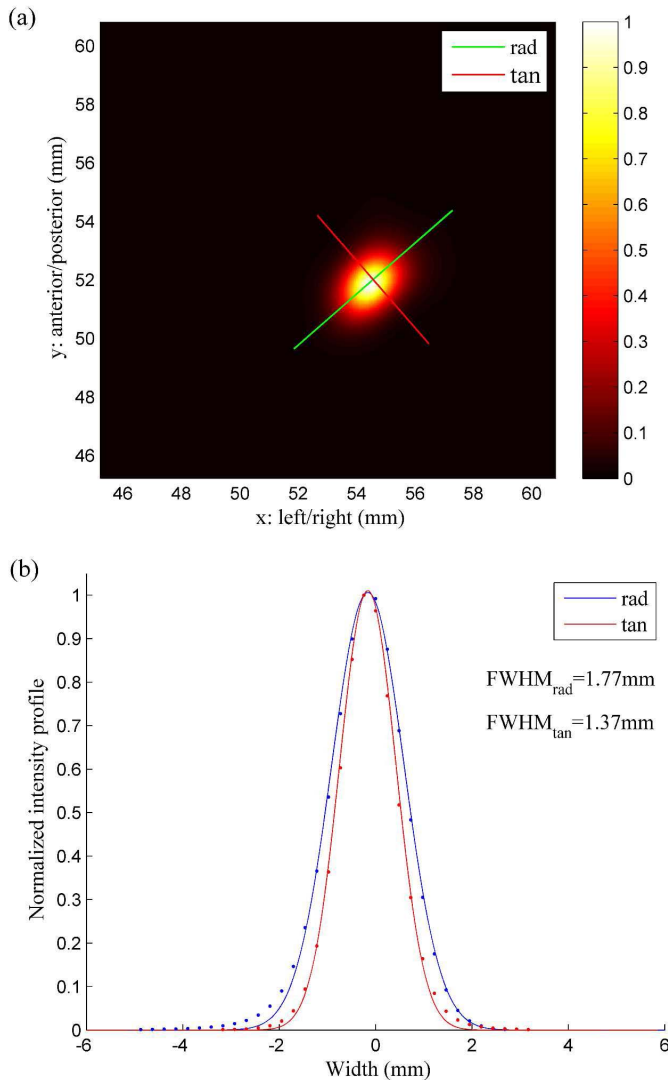 (a)
60
58
56
54
52
50
48
46
y: anterior/posterior (mm)
46 48 50 52 54 56 58 60
x: left/right (mm)
rad
tan
1
0.9
0.8
0.7
0.6
0.5
0.4
0.3
0.2
0.1
0
(b)
1
0.9
0.8
0.7
0.6
0.5
0.4
0.3
0.2
0.1
0
Normalized intensity profile
-6 -4 -2 0 2 4 6
Width (mm)
rad
tan
FWHMrad=1.77mm
FWHMtan=1.37mm